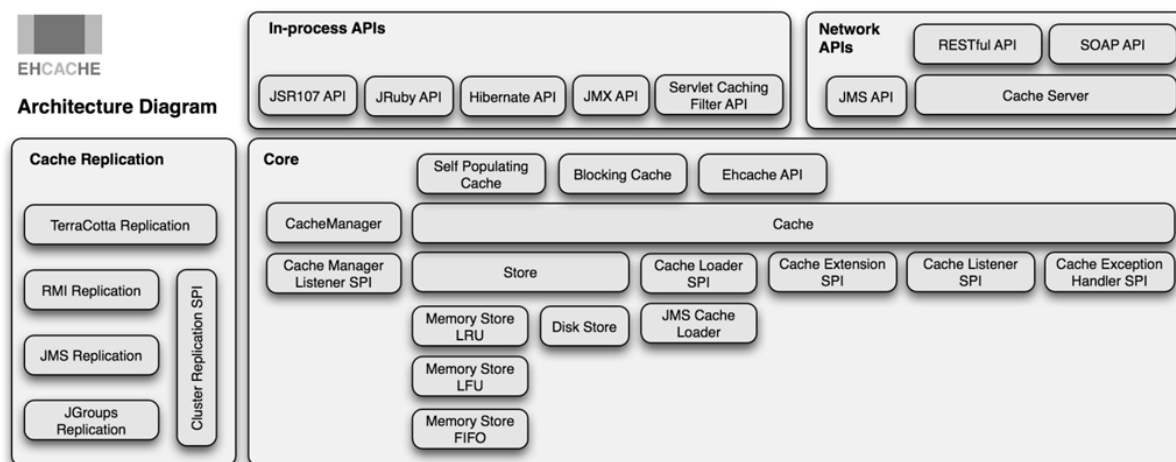 EHCACHE
Architecture Diagram
In-process APIs
JSR107 API
JRuby API
Hibernate API
JMX API
Servlet Caching
Filter API
Network
APIs
RESTful API
SOAP API
JMS API
Cache Server
Cache Replication
TerraCotta Replication
RMI Replication
JMS Replication
JGroups
Replication
Cluster Replication SPI
Core
Self Populating
Cache
Blocking Cache
Ehcache API
CacheManager
Cache
Cache Manager
Listener SPI
Store
Cache Loader
SPI
Cache Extension
SPI
Cache Listener
SPI
Cache Exception
Handler SPI
Memory Store
LRU
Disk Store
JMS Cache
Loader
Memory Store
LFU
Memory Store
FIFO